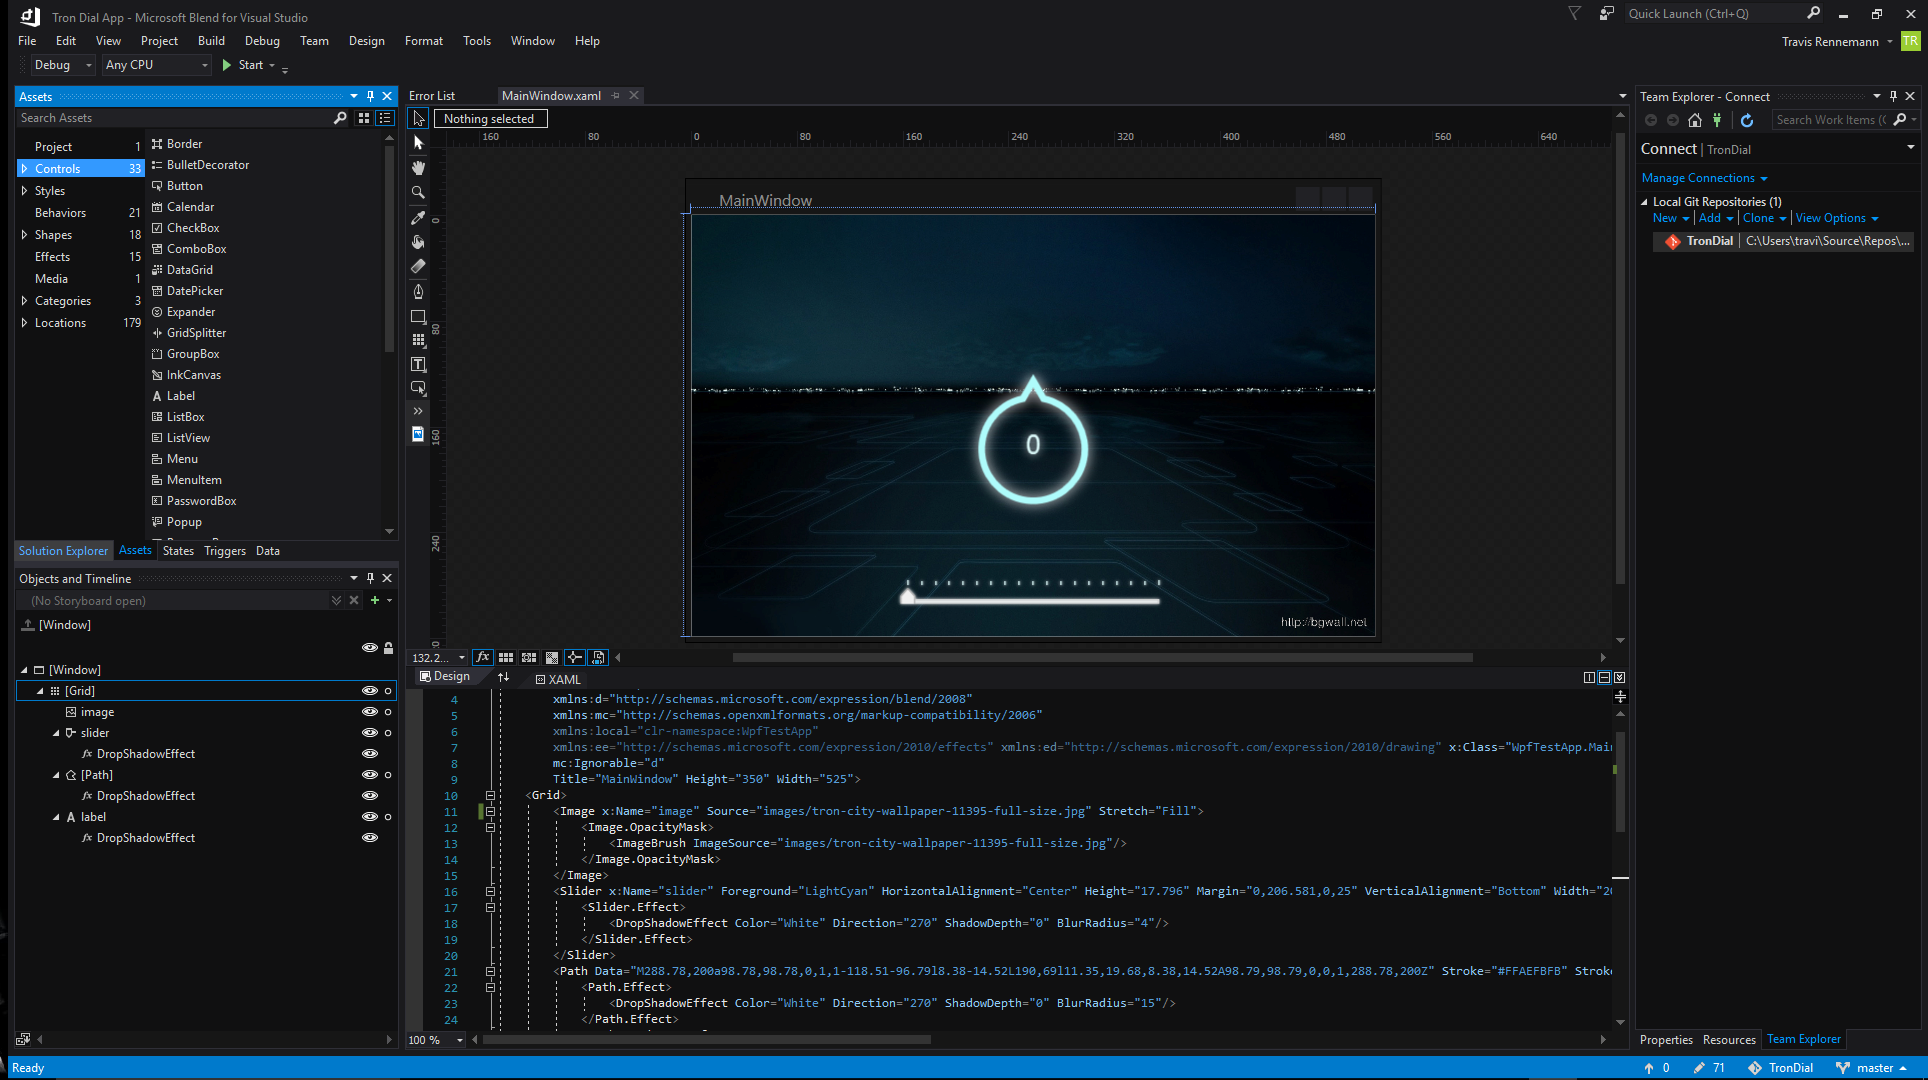 Tron Dial App - Microsoft Blend for Visual Studio
Quick Launch (Ctrl+Q)
File Edit View Project Build Debug Team Design Format Tools Window Help
Travis Rennemann TR
Debug Any CPU Start
Assets
Search Assets
Project 1
Controls 33
Styles
Behaviors 21
Shapes 18
Effects 15
Media 1
Categories 3
Locations 179
Border
BulletDecorator
Button
Calendar
CheckBox
ComboBox
DataGrid
DatePicker
Expander
GridSplitter
GroupBox
InkCanvas
Label
ListBox
ListView
Menu
MenuItem
PasswordBox
Popup
Solution Explorer Assets States Triggers Data
Objects and Timeline
(No Storyboard open)
[Window]
[Window]
[Grid]
image
slider
DropShadowEffect
[Path]
DropShadowEffect
label
DropShadowEffect
Error List MainWindow.xaml
Nothing selected
160 80 0 80 160 240 320 400 480 560 640
0
80
160
240
MainWindow
0
http://bgwall.net
132.2...
Design XAML
4 xmlns:d="http://schemas.microsoft.com/expression/blend/2008"
5 xmlns:mc="http://schemas.openxmlformats.org/markup-compatibility/2006"
6 xmlns:local="clr-namespace:WpfTestApp"
7 xmlns:ee="http://schemas.microsoft.com/expression/2010/effects" xmlns:ed="http://schemas.microsoft.com/expression/2010/drawing" x:Class="WpfTestApp.Mai
8 mc:Ignorable="d"
9 Title="MainWindow" Height="350" Width="525">
10 <Grid>
11 <Image x:Name="image" Source="images/tron-city-wallpaper-11395-full-size.jpg" Stretch="Fill">
12 <Image.OpacityMask>
13 <ImageBrush ImageSource="images/tron-city-wallpaper-11395-full-size.jpg"/>
14 </Image.OpacityMask>
15 </Image>
16 <Slider x:Name="slider" Foreground="LightCyan" HorizontalAlignment="Center" Height="17.796" Margin="0,206.581,0,25" VerticalAlignment="Bottom" Width="20
17 <Slider.Effect>
18 <DropShadowEffect Color="White" Direction="270" ShadowDepth="0" BlurRadius="4"/>
19 </Slider.Effect>
20 </Slider>
21 <Path Data="M288.78,200a98.78,98.78,0,1,1-118.51-96.79l8.38-14.52L190,69l11.35,19.68,8.38,14.52A98.79,98.79,0,0,1,288.78,200Z" Stroke="#FFAEFBFB" Strok
22 <Path.Effect>
23 <DropShadowEffect Color="White" Direction="270" ShadowDepth="0" BlurRadius="15"/>
24 </Path.Effect>
100 %
Team Explorer - Connect
Search Work Items (
Connect | TronDial
Manage Connections
Local Git Repositories (1)
New Add Clone View Options
TronDial C:\Users\travi\Source\Repos\...
Properties Resources Team Explorer
Ready
0 71 TronDial master